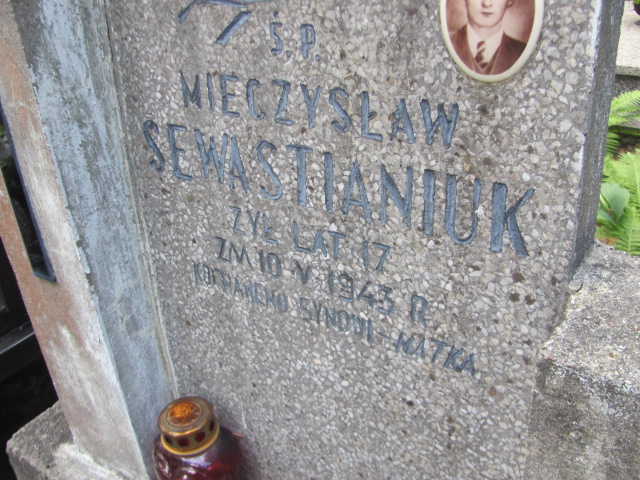 Ś.P.
MIECZYSŁAW
SEWASTIANIUK
ŻYŁ LAT 17
ZM. 10 V 1943 R.
KOCHANEMU SYNOWI - MATKA